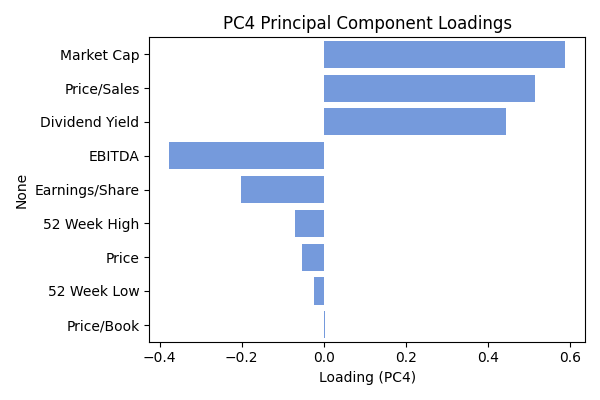 PC4 Principal Component Loadings
Market Cap
Price/Sales
Dividend Yield
EBITDA
Earnings/Share
52 Week High
Price
52 Week Low
Price/Book
None
−0.4 −0.2 0.0 0.2 0.4 0.6
Loading (PC4)